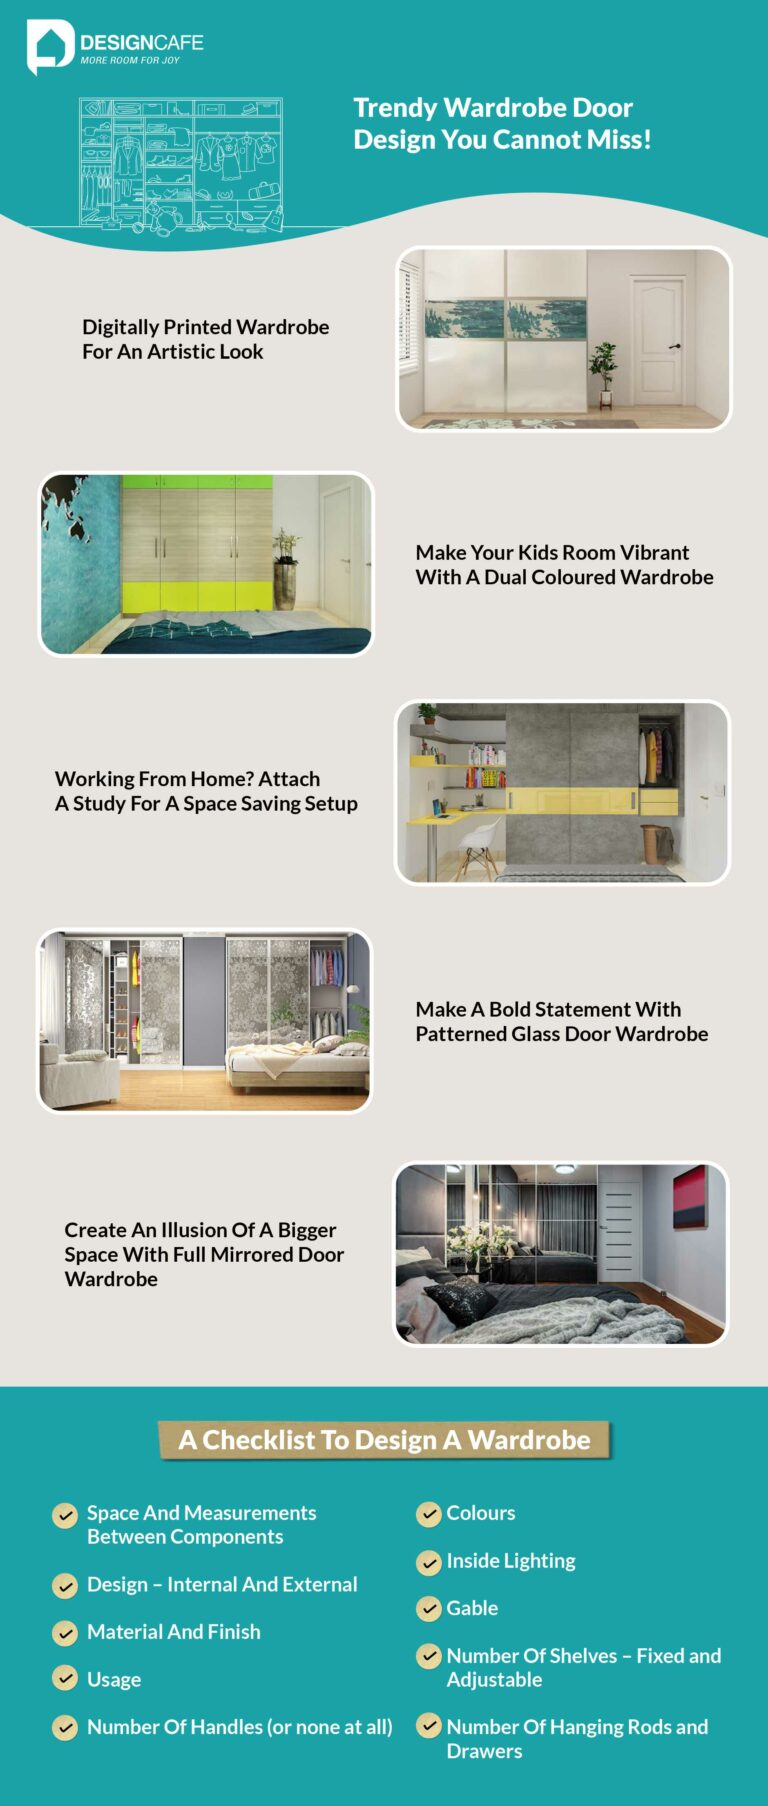 DESIGNCAFE
MORE ROOM FOR JOY
Trendy Wardrobe Door
Design You Cannot Miss!
Digitally Printed Wardrobe
For An Artistic Look
Make Your Kids Room Vibrant
With A Dual Coloured Wardrobe
Working From Home? Attach
A Study For A Space Saving Setup
Make A Bold Statement With
Patterned Glass Door Wardrobe
Create An Illusion Of A Bigger
Space With Full Mirrored Door
Wardrobe
A Checklist To Design A Wardrobe
Space And Measurements
Between Components
Design – Internal And External
Material And Finish
Usage
Number Of Handles (or none at all)
Colours
Inside Lighting
Gable
Number Of Shelves – Fixed and
Adjustable
Number Of Hanging Rods and
Drawers